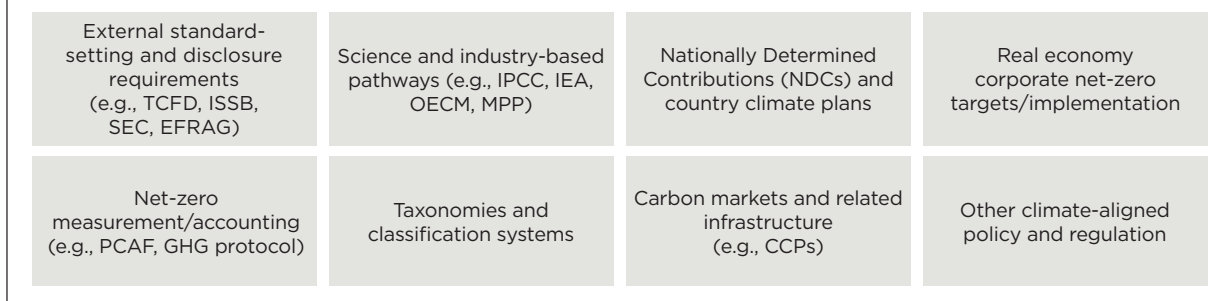 External standard-
setting and disclosure
requirements
(e.g., TCFD, ISSB,
SEC, EFRAG)
Science and industry-based
pathways (e.g., IPCC, IEA,
OECM, MPP)
Nationally Determined
Contributions (NDCs) and
country climate plans
Real economy
corporate net-zero
targets/implementation
Net-zero
measurement/accounting
(e.g., PCAF, GHG protocol)
Taxonomies and
classification systems
Carbon markets and related
infrastructure
(e.g., CCPs)
Other climate-aligned
policy and regulation